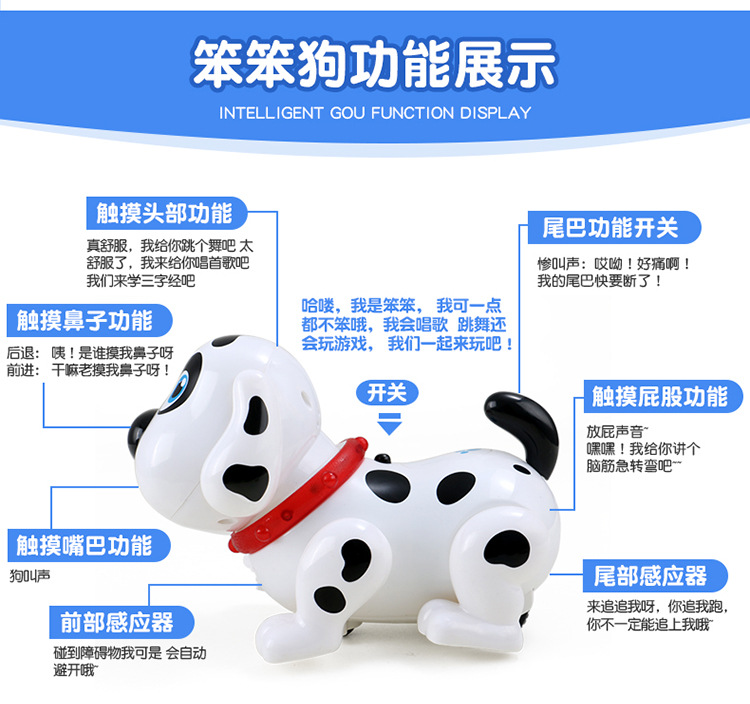 笨笨狗功能展示
INTELLIGENT GOU FUNCTION DISPLAY
触摸头部功能
真舒服，我给你跳个舞吧 太
舒服了，我来给你唱首歌吧
我们来学三字经吧
尾巴功能开关
惨叫声：哎呦！好痛啊！
我的尾巴快要断了！
触摸鼻子功能
后退： 咦！是谁摸我鼻子呀
前进： 干嘛老摸我鼻子呀！
哈喽，我是笨笨， 我可一点
都不笨哦，我会唱歌 跳舞还
会玩游戏， 我们一起来玩吧！
开关
触摸屁股功能
放屁声音~
嘿嘿！我给你讲个
脑筋急转弯吧~~
触摸嘴巴功能
狗叫声
前部感应器
碰到障碍物我可是 会自动
避开哦~
尾部感应器
来追追我呀，你追我跑，
你不一定能追上我哦~